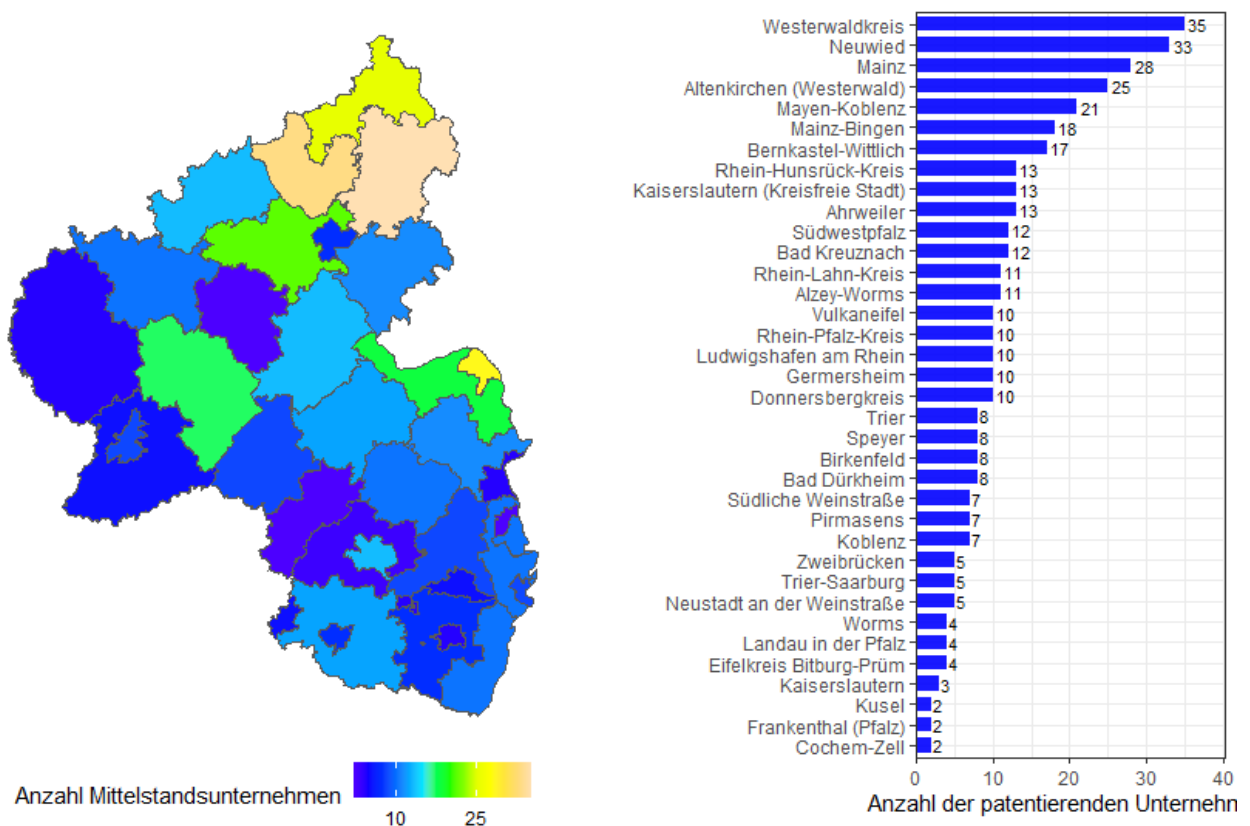 Westerwaldkreis 35
Neuwied 33
Mainz 28
Altenkirchen (Westerwald) 25
Mayen-Koblenz 21
Mainz-Bingen 18
Bernkastel-Wittlich 17
Rhein-Hunsrück-Kreis 13
Kaiserslautern (Kreisfreie Stadt) 13
Ahrweiler 13
Südwestpfalz 12
Bad Kreuznach 12
Rhein-Lahn-Kreis 11
Alzey-Worms 11
Vulkaneifel 10
Rhein-Pfalz-Kreis 10
Ludwigshafen am Rhein 10
Germersheim 10
Donnersbergkreis 10
Trier 8
Speyer 8
Birkenfeld 8
Bad Dürkheim 8
Südliche Weinstraße 7
Pirmasens 7
Koblenz 7
Zweibrücken 5
Trier-Saarburg 5
Neustadt an der Weinstraße 5
Worms 4
Landau in der Pfalz 4
Eifelkreis Bitburg-Prüm 4
Kaiserslautern 3
Kusel 2
Frankenthal (Pfalz) 2
Cochem-Zell 2
0 10 20 30 40
Anzahl der patentierenden Unternehm
Anzahl Mittelstandsunternehmen
10 25